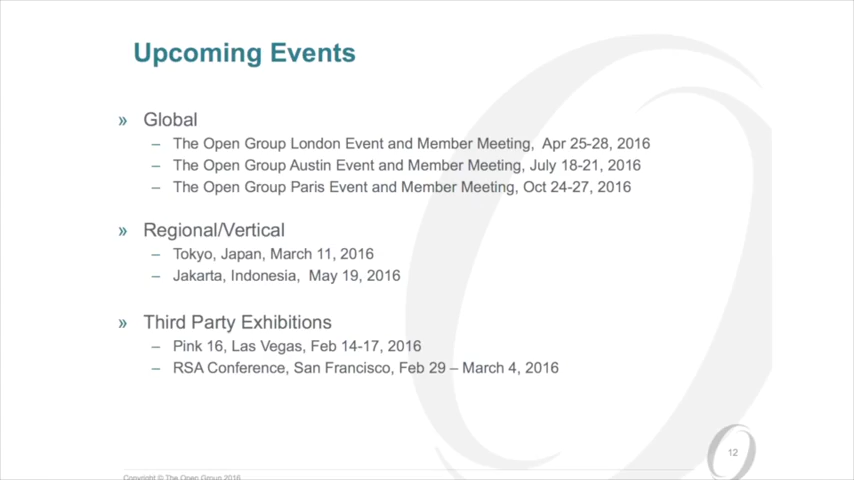 Upcoming Events
» Global
– The Open Group London Event and Member Meeting, Apr 25-28, 2016
– The Open Group Austin Event and Member Meeting, July 18-21, 2016
– The Open Group Paris Event and Member Meeting, Oct 24-27, 2016
» Regional/Vertical
– Tokyo, Japan, March 11, 2016
– Jakarta, Indonesia, May 19, 2016
» Third Party Exhibitions
– Pink 16, Las Vegas, Feb 14-17, 2016
– RSA Conference, San Francisco, Feb 29 – March 4, 2016
12
Copyright © The Open Group 2016